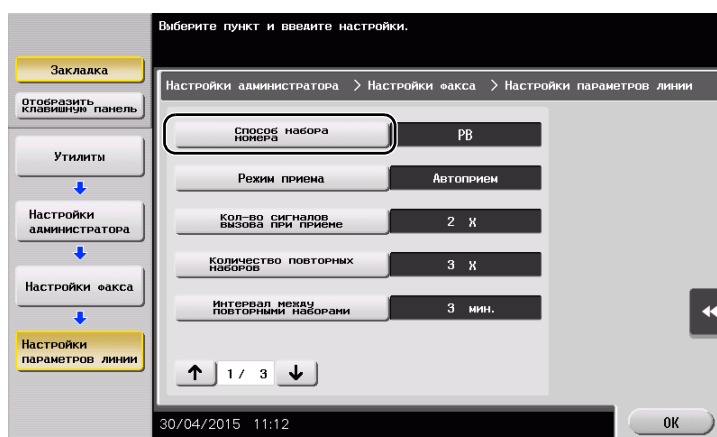 Выберите пункт и введите настройки.
Закладка
Отобразить
клавишную панель
Утилиты
Настройки
администратора
Настройки факса
Настройки
параметров линии
Настройки администратора > Настройки факса > Настройки параметров линии
Способ набора
номера
PB
Режим приема
Автоприем
Кол-во сигналов
вызова при приеме
2 X
Количество повторных
наборов
3 X
Интервал между
повторными наборами
3 мин.
1/ 3
30/04/2015 11:12
OK